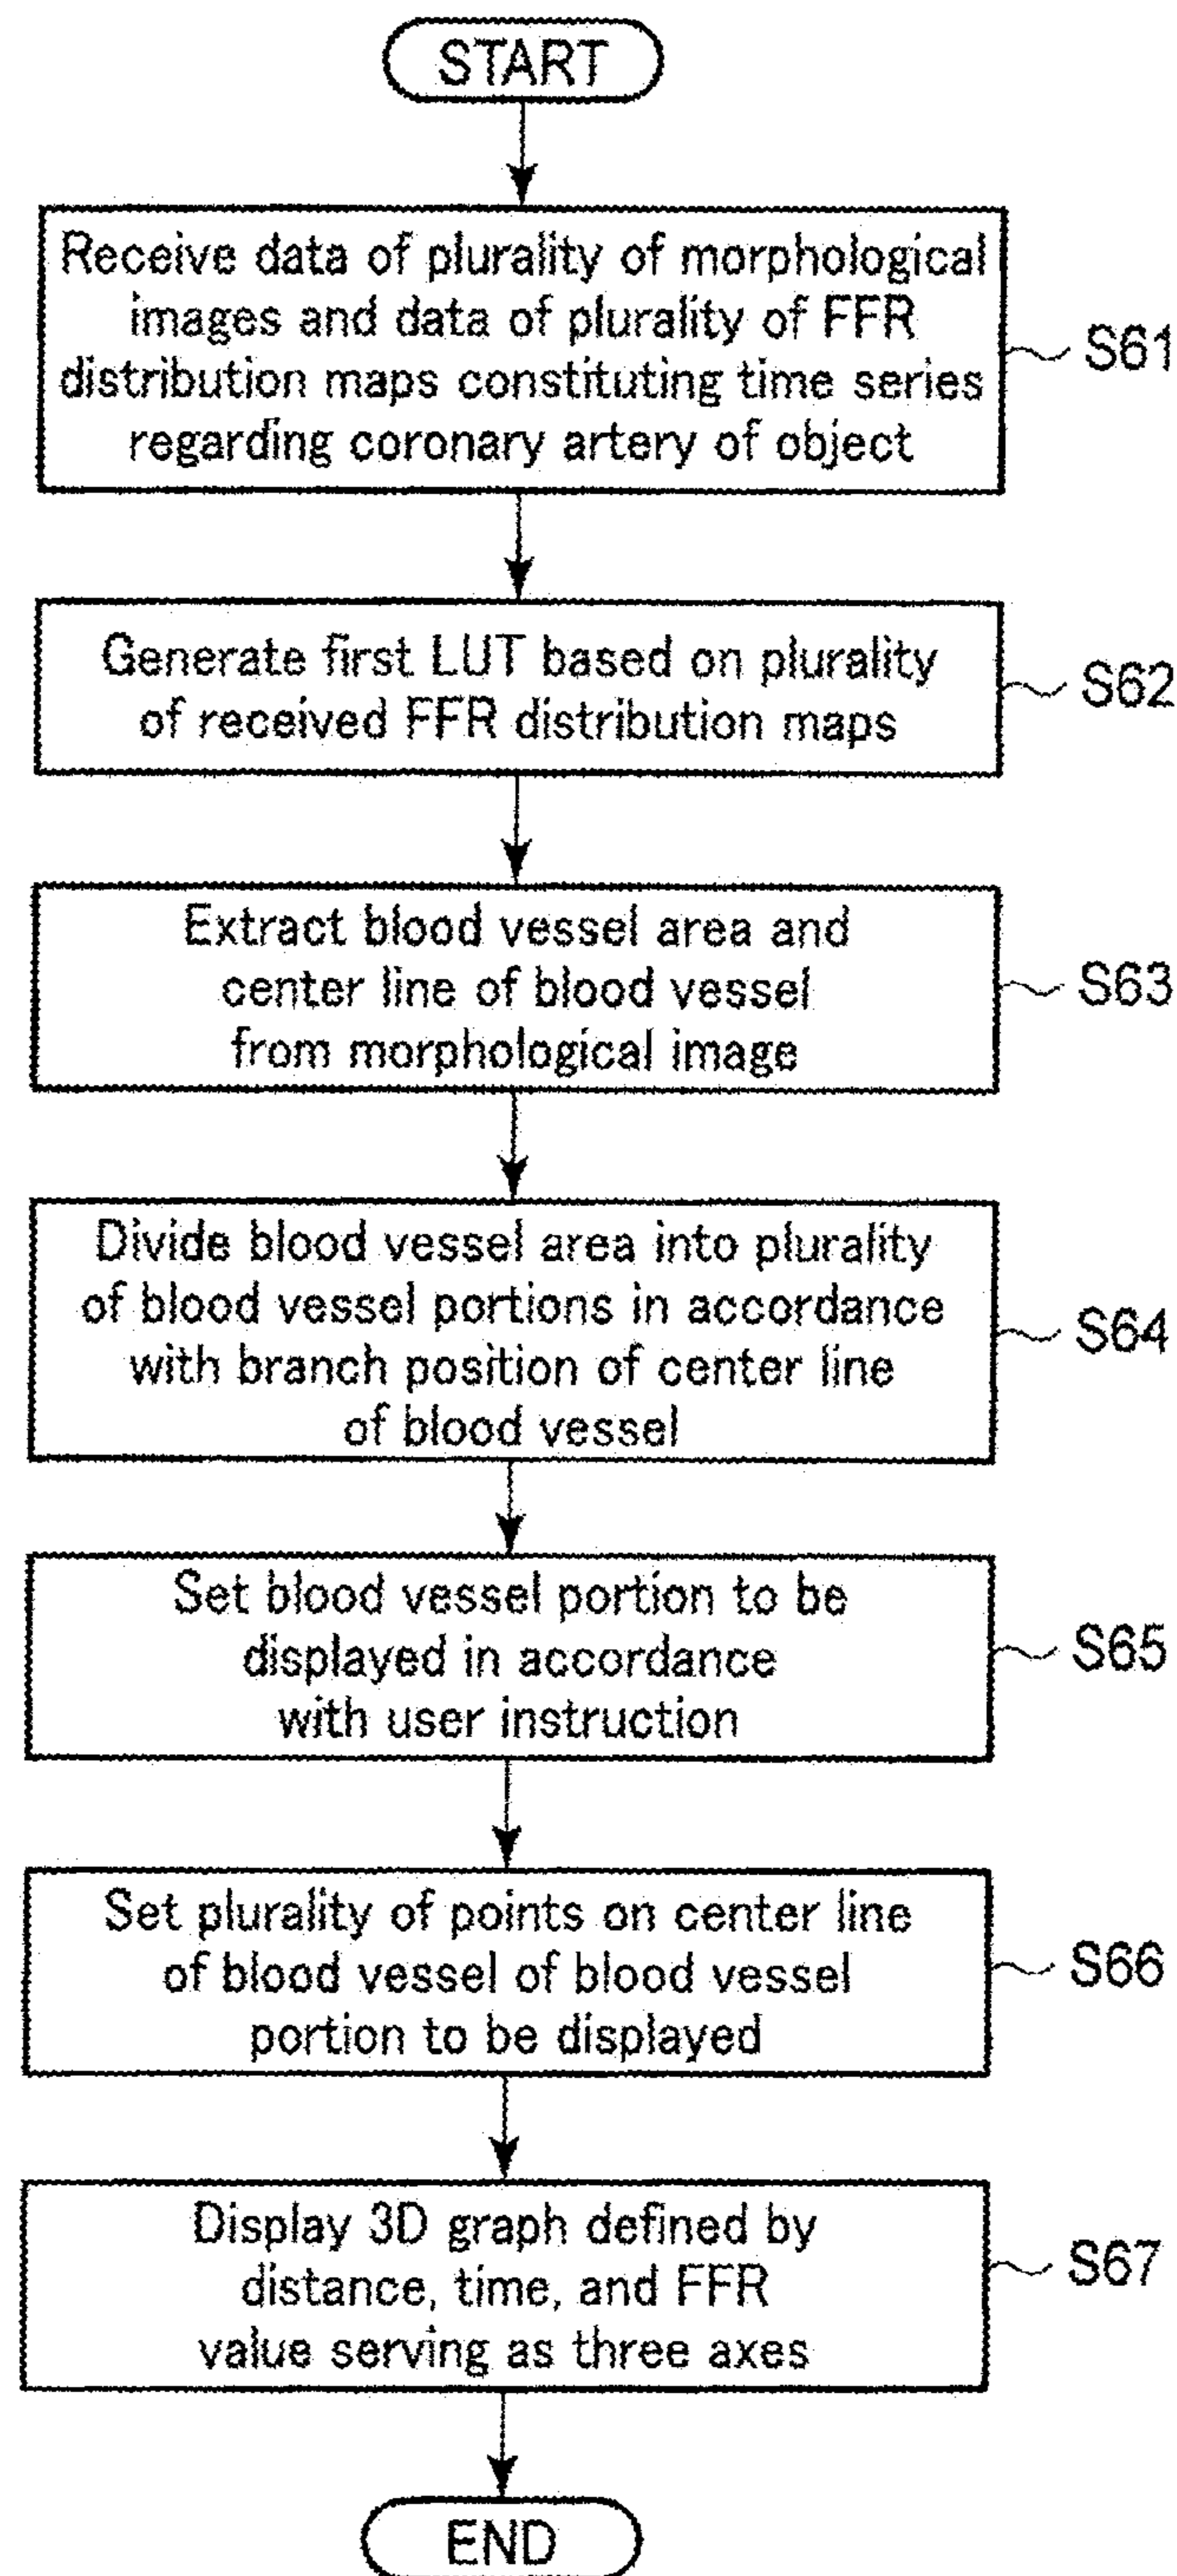 START
Receive data of plurality of morphological
images and data of plurality of FFR
distribution maps constituting time series
regarding coronary artery of object
S61
Generate first LUT based on plurality
of received FFR distribution maps
S62
Extract blood vessel area and
center line of blood vessel
from morphological image
S63
Divide blood vessel area into plurality
of blood vessel portions in accordance
with branch position of center line
of blood vessel
S64
Set blood vessel portion to be
displayed in accordance
with user instruction
S65
Set plurality of points on center line
of blood vessel of blood vessel
portion to be displayed
S66
Display 3D graph defined by
distance, time, and FFR
value serving as three axes
S67
END